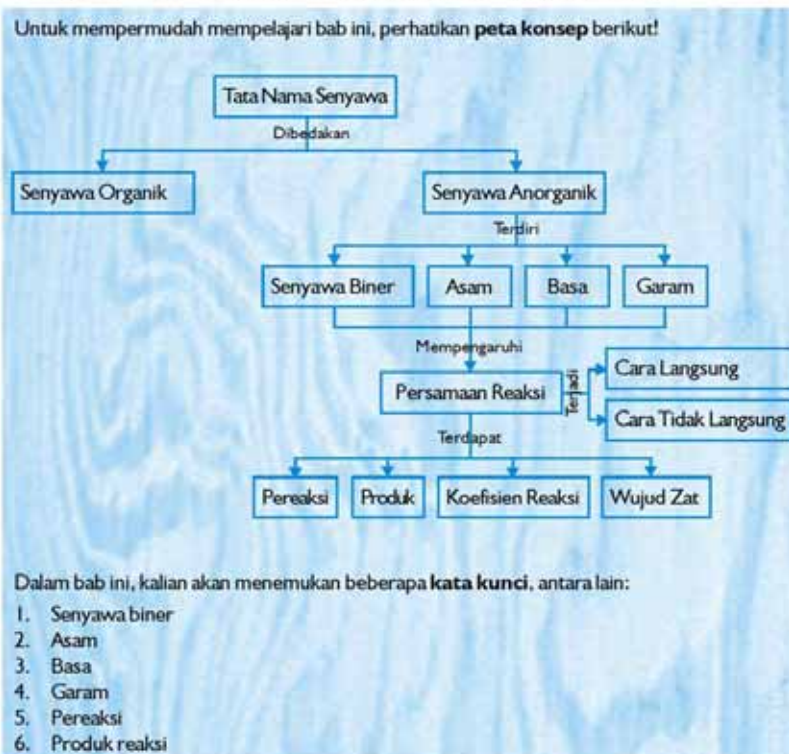 Untuk mempermudah mempelajari bab ini, perhatikan peta konsep berikut!
Tata Nama Senyawa
Dibedakan
Senyawa Organik
Senyawa Anorganik
Terdiri
Senyawa Biner
Asam
Basa
Garam
Mempengaruhi
Persamaan Reaksi
Terjadi
Cara Langsung
Cara Tidak Langsung
Terdapat
Pereaksi
Produk
Koefisien Reaksi
Wujud Zat
Dalam bab ini, kalian akan menemukan beberapa kata kunci, antara lain:
1. Senyawa biner
2. Asam
3. Basa
4. Garam
5. Pereaksi
6. Produk reaksi